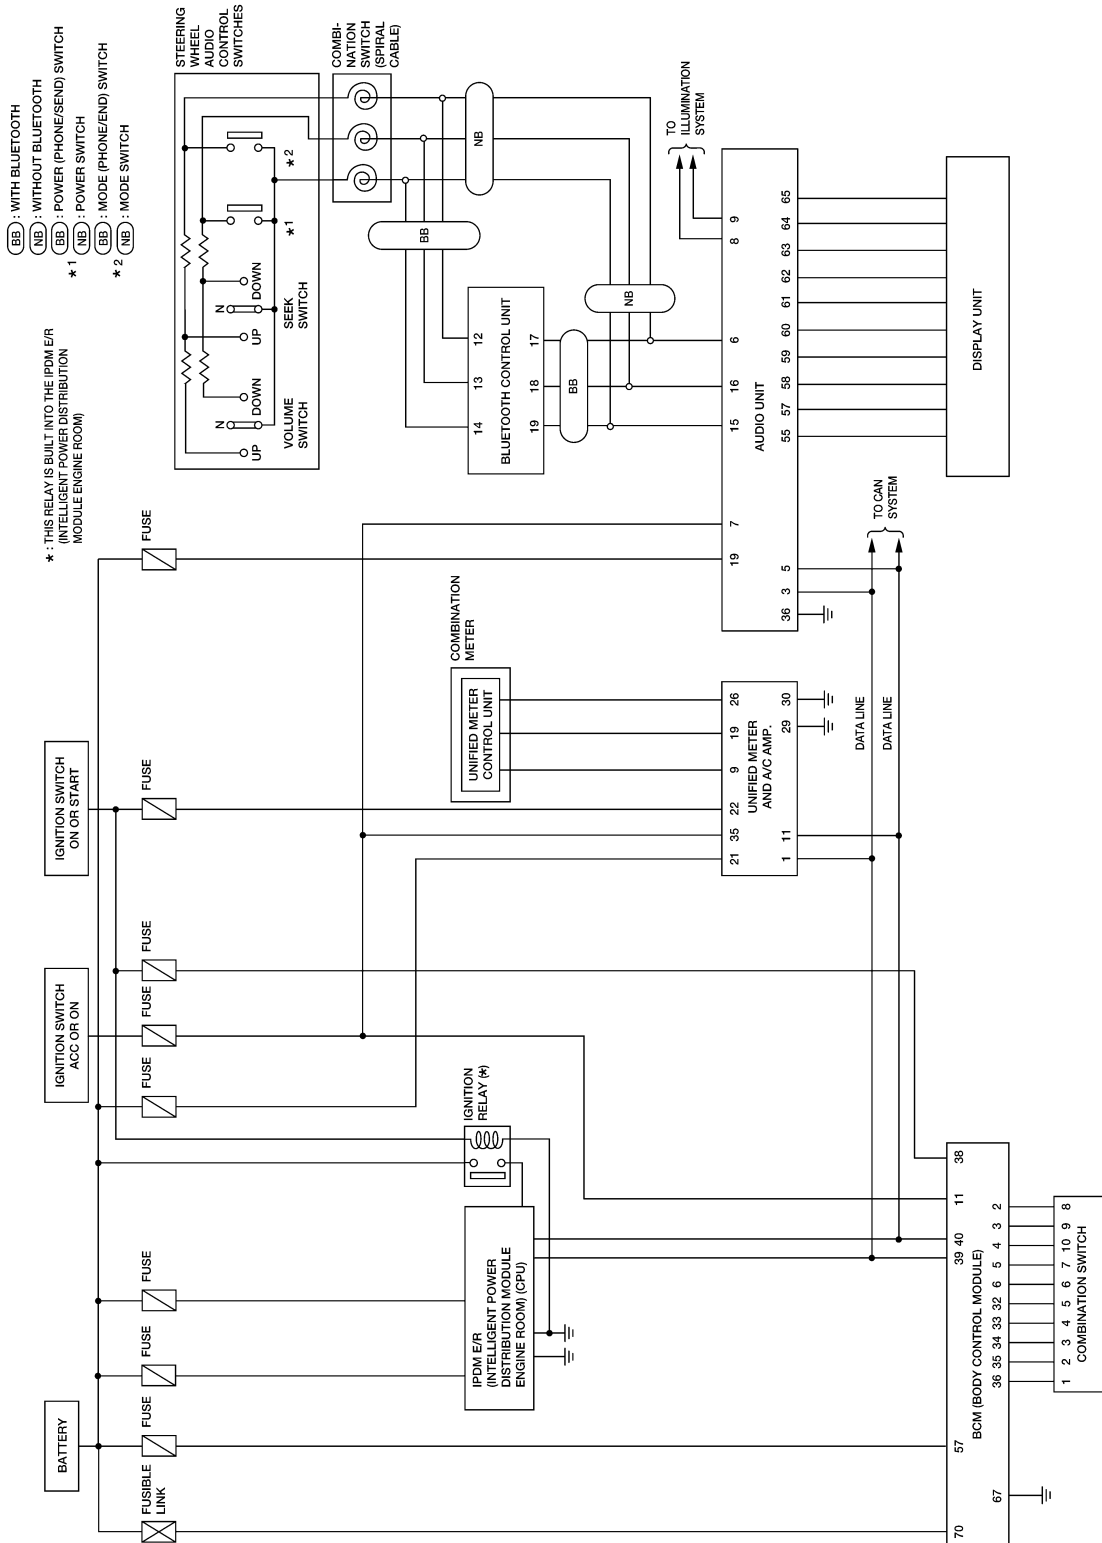 BB : WITH BLUETOOTH
NB : WITHOUT BLUETOOTH
*1 BB : POWER (PHONE/SEND) SWITCH
NB : POWER SWITCH
*2 BB : MODE (PHONE/END) SWITCH
NB : MODE SWITCH
* : THIS RELAY IS BUILT INTO THE IPDM E/R
(INTELLIGENT POWER DISTRIBUTION
MODULE ENGINE ROOM)
BATTERY
IGNITION SWITCH
ACC OR ON
IGNITION SWITCH
ON OR START
FUSIBLE
LINK
FUSE
FUSE
FUSE
FUSE
FUSE
FUSE
FUSE
FUSE
STEERING
WHEEL
AUDIO
CONTROL
SWITCHES
UP
N
DOWN
VOLUME
SWITCH
UP
N
DOWN
SEEK
SWITCH
*1
*2
COMBI-
NATION
SWITCH
(SPIRAL
CABLE)
BB
NB
IGNITION
RELAY (*)
IPDM E/R
(INTELLIGENT POWER
DISTRIBUTION MODULE
ENGINE ROOM) (CPU)
COMBINATION
METER
UNIFIED METER
CONTROL UNIT
14 13 12
BLUETOOTH CONTROL UNIT
19 18 17
BB
NB
TO
ILLUMINATION
SYSTEM
21 35 22 9 19 26
UNIFIED METER
AND A/C AMP.
1 11 29 30
19 7 15 16 6 8 9
AUDIO UNIT
36 3 5 55 57 58 59 60 61 62 63 64 65
DATA LINE
DATA LINE
TO CAN
SYSTEM
DISPLAY UNIT
70 57 39 40 11 38
BCM (BODY CONTROL MODULE)
67 36 35 34 33 32 6 5 4 3 2
1 2 3 4 5 6 7 10 9 8
COMBINATION SWITCH